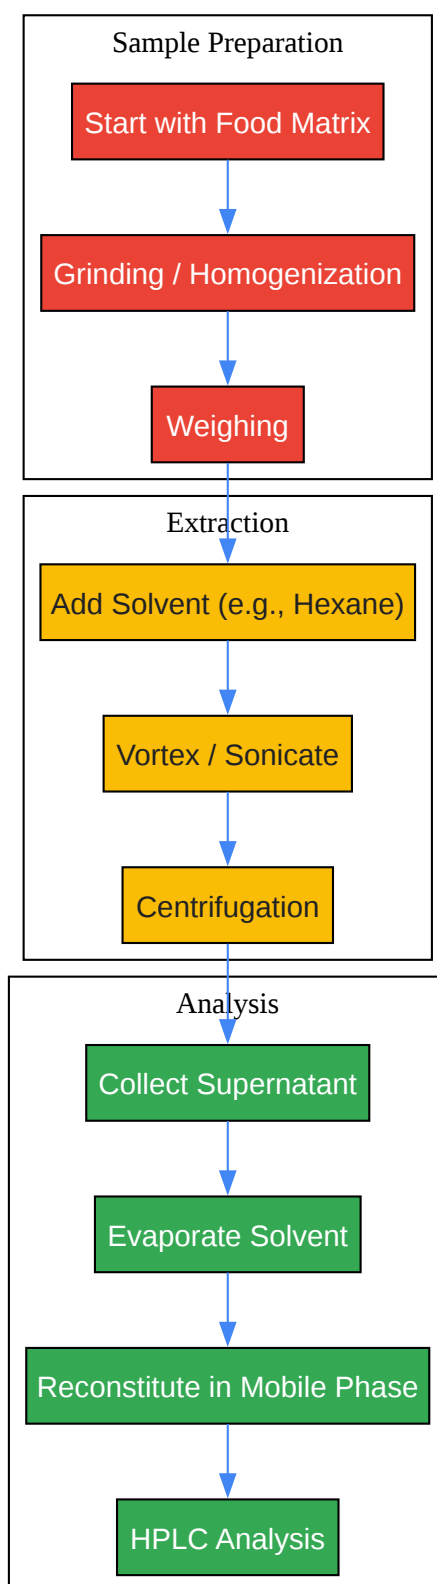 Sample Preparation
Start with Food Matrix
Grinding / Homogenization
Weighing
Extraction
Add Solvent (e.g., Hexane)
Vortex / Sonicate
Centrifugation
Analysis
Collect Supernatant
Evaporate Solvent
Reconstitute in Mobile Phase
HPLC Analysis